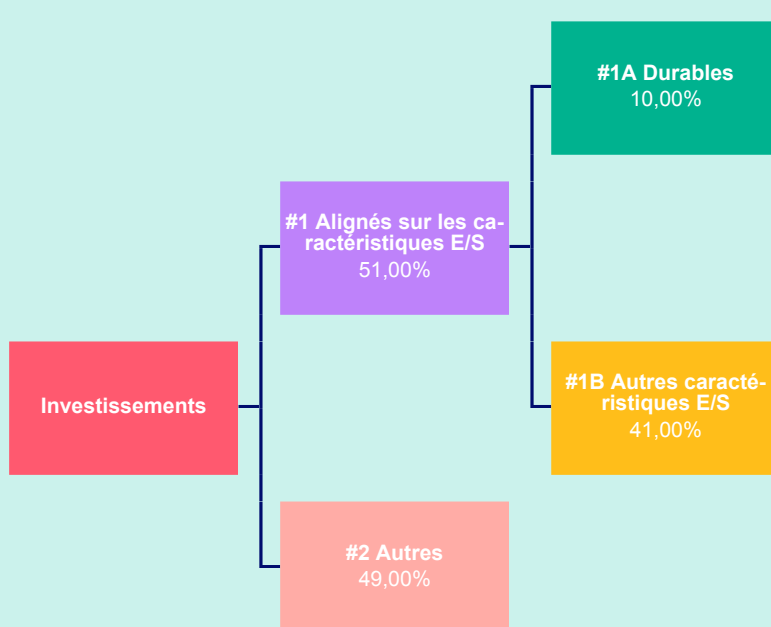 #1A Durables
10,00%
#1 Alignés sur les ca-
ractéristiques E/S
51,00%
Investissements
#1B Autres caracté-
ristiques E/S
41,00%
#2 Autres
49,00%